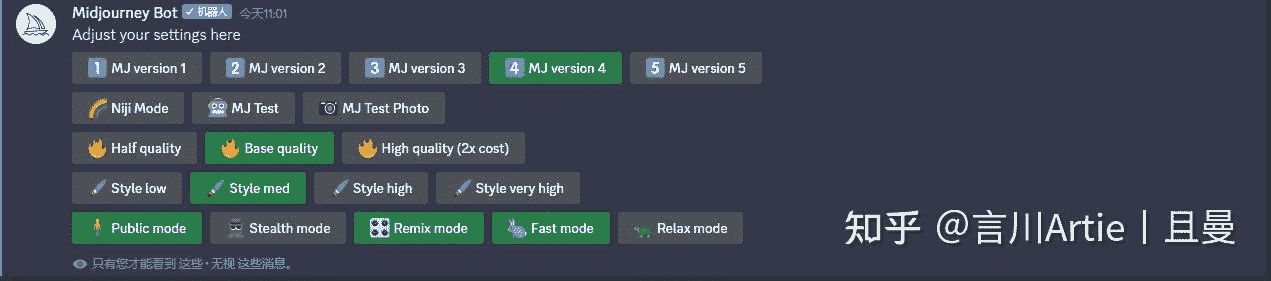 Midjourney Bot ✓ 机器人 今天11:01
Adjust your settings here
1 MJ version 1 2 MJ version 2 3 MJ version 3 4 MJ version 4 5 MJ version 5
Niji Mode MJ Test MJ Test Photo
Half quality Base quality High quality (2x cost)
Style low Style med Style high Style very high
Public mode Stealth mode Remix mode Fast mode Relax mode
只有您才能看到 这些 · 无视 这些消息。
知乎 @言川Artie丨且曼